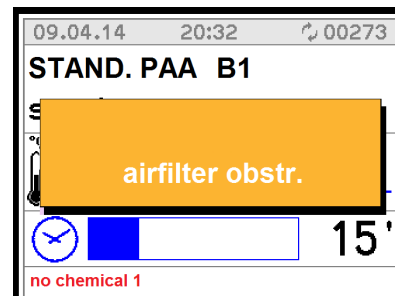 09.04.14 20:32 00273
STAND. PAA B1
airfilter obstr.
15'
no chemical 1